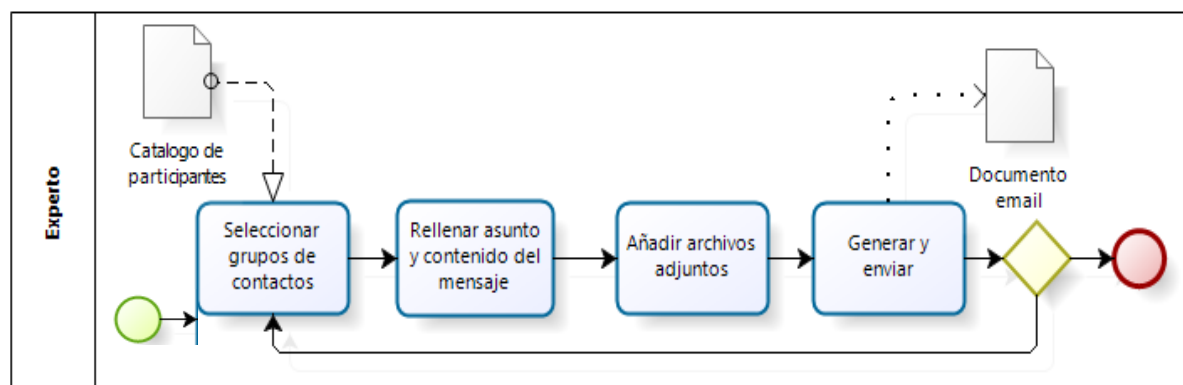 Experto
Catalogo de
participantes
Documento
email
Seleccionar
grupos de
contactos
Rellenar asunto
y contenido del
mensaje
Añadir archivos
adjuntos
Generar y
enviar